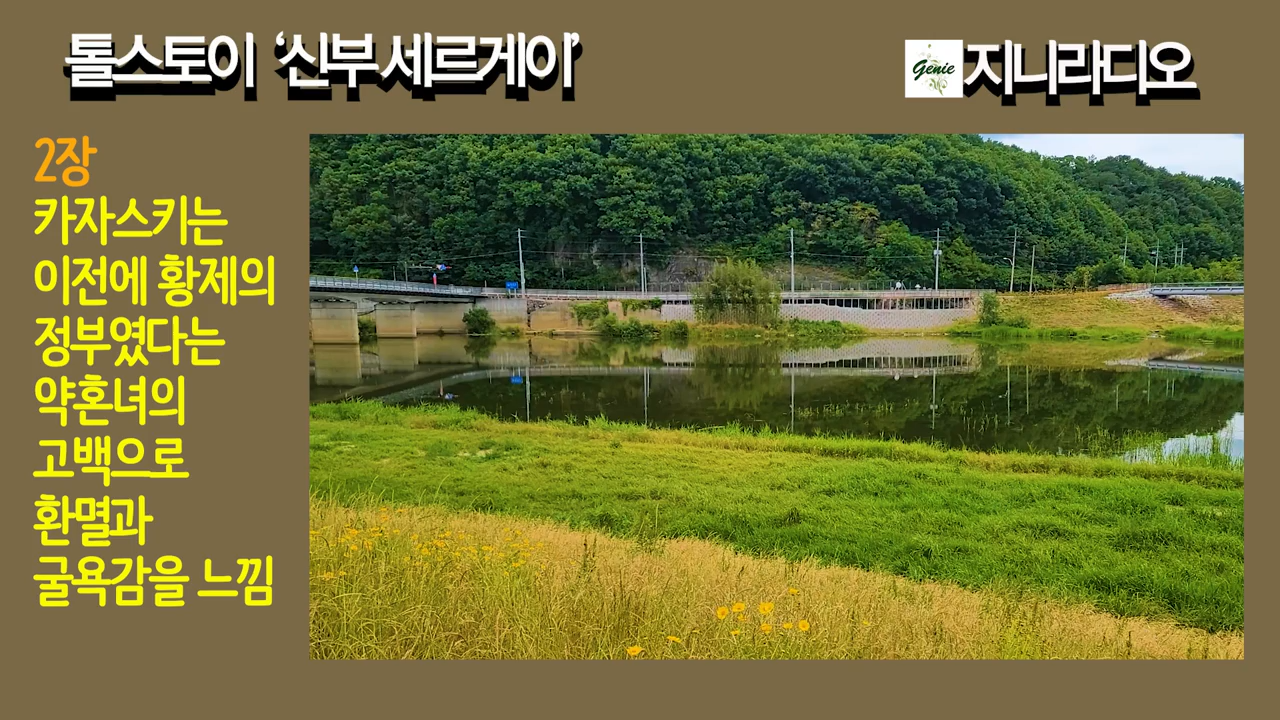 톨스토이 ‘신부 세르게이’
Genie
지니라디오
2장
카자스키는
이전에 황제의
정부였다는
약혼녀의
고백으로
환멸과
굴욕감을 느낌